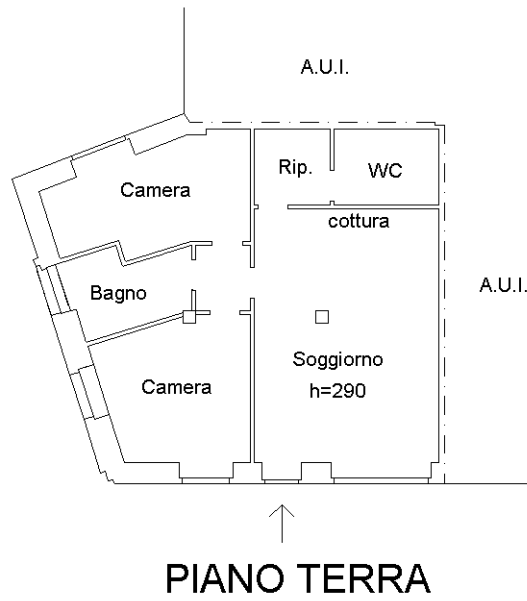 A.U.I.
Rip.
WC
Camera
cottura
A.U.I.
Bagno
Soggiorno
h=290
Camera
PIANO TERRA